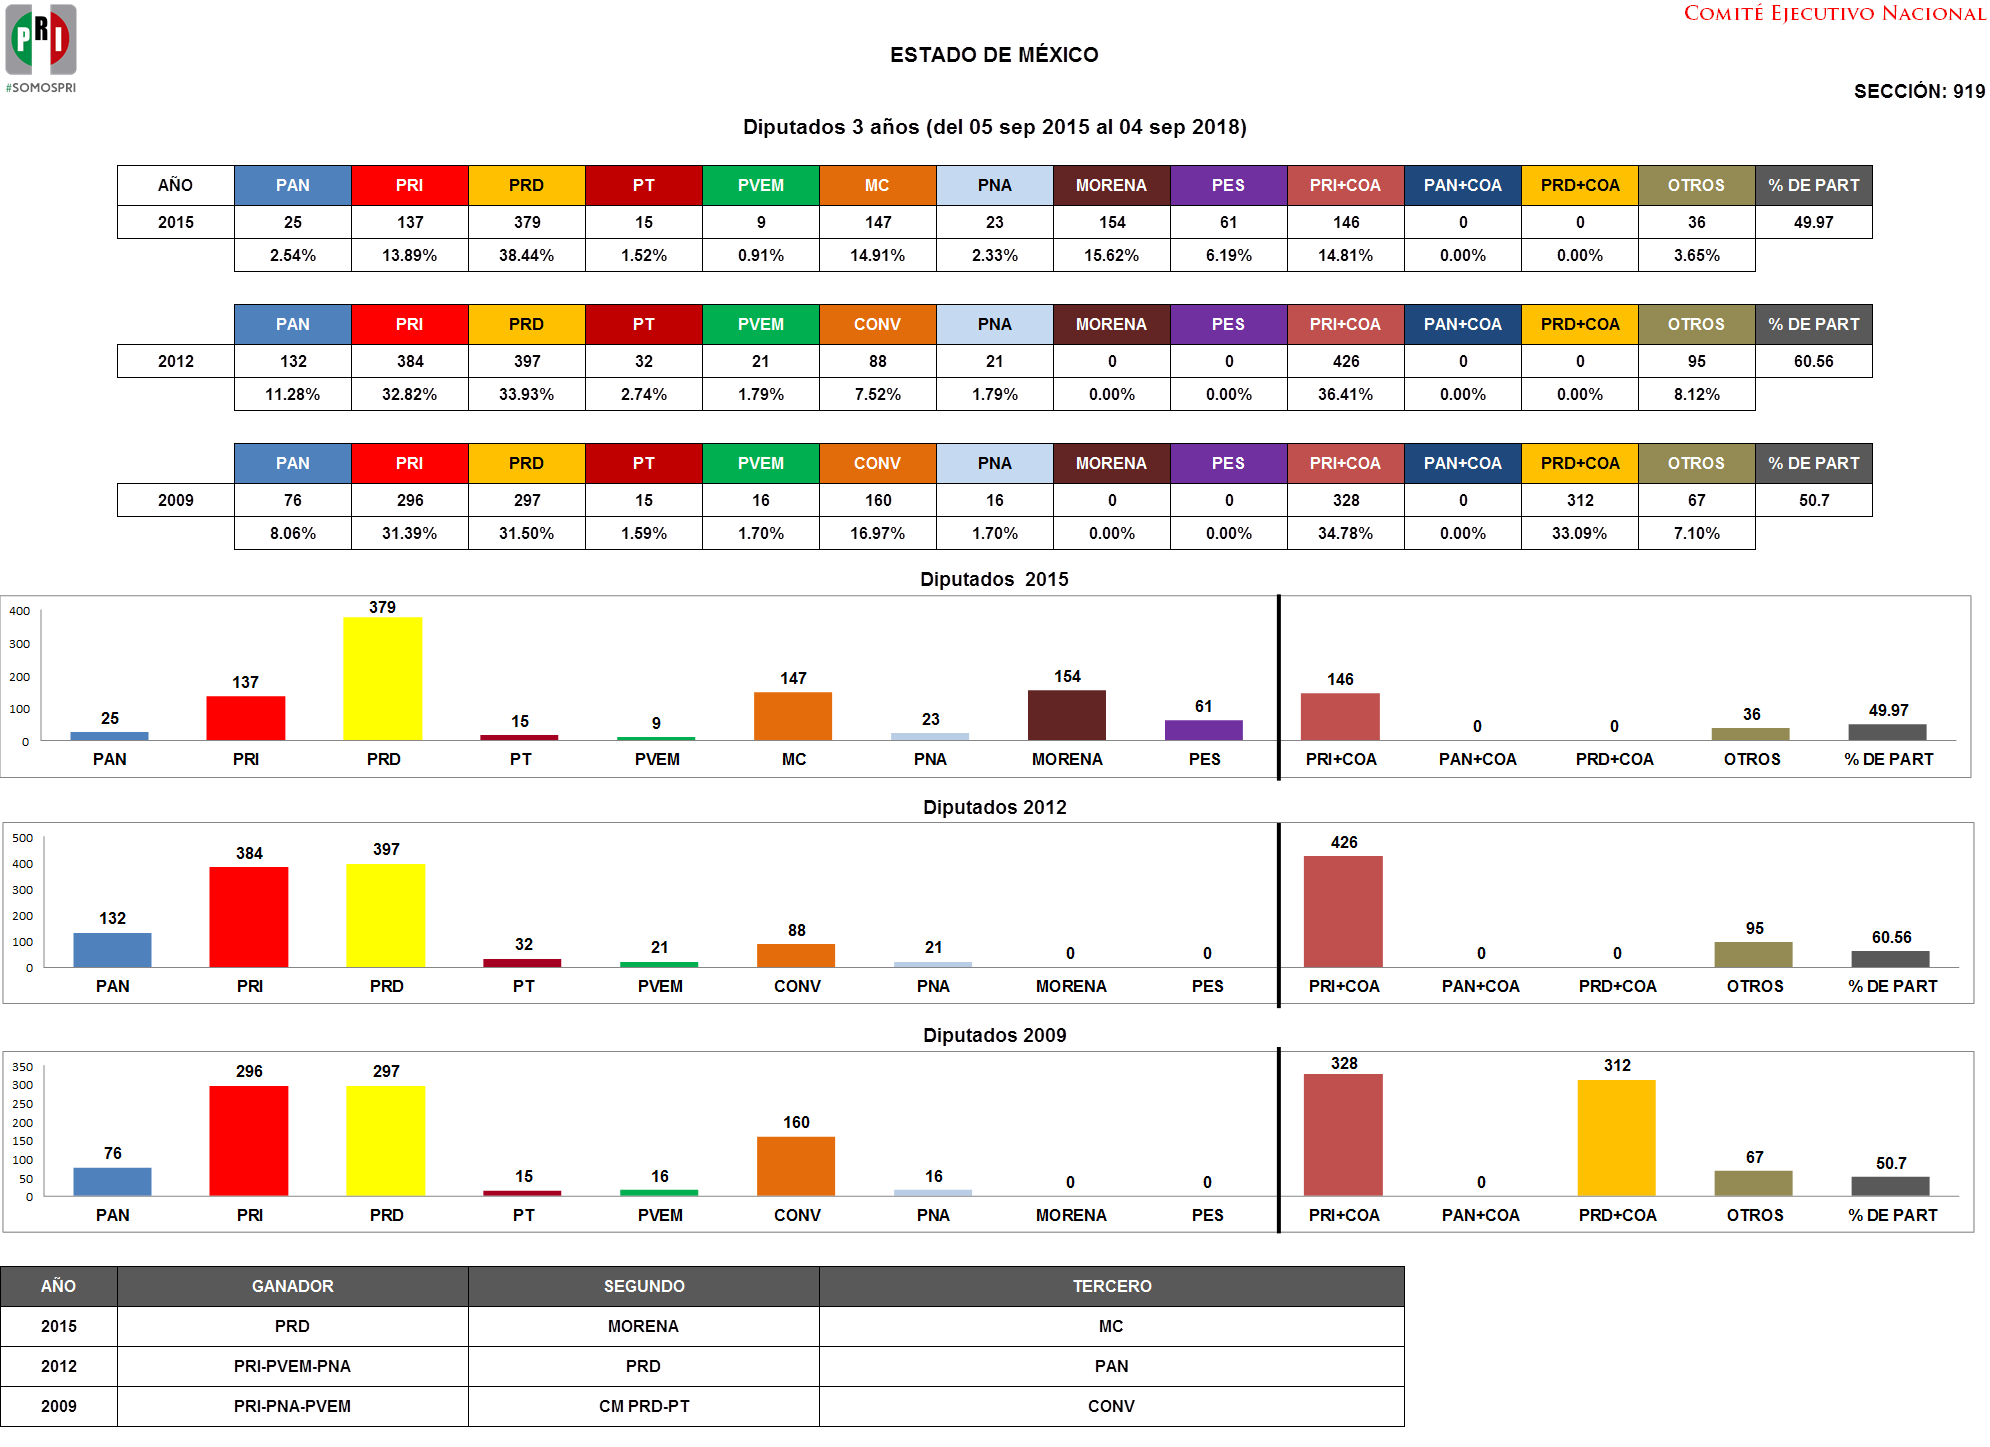 PRI
#SOMOSPRI
COMITÉ EJECUTIVO NACIONAL
ESTADO DE MÉXICO
SECCIÓN: 919
Diputados 3 años (del 05 sep 2015 al 04 sep 2018)
AÑO PAN PRI PRD PT PVEM MC PNA MORENA PES PRI+COA PAN+COA PRD+COA OTROS % DE PART
2015 25 137 379 15 9 147 23 154 61 146 0 0 36 49.97
2.54% 13.89% 38.44% 1.52% 0.91% 14.91% 2.33% 15.62% 6.19% 14.81% 0.00% 0.00% 3.65%
PAN PRI PRD PT PVEM CONV PNA MORENA PES PRI+COA PAN+COA PRD+COA OTROS % DE PART
2012 132 384 397 32 21 88 21 0 0 426 0 0 95 60.56
11.28% 32.82% 33.93% 2.74% 1.79% 7.52% 1.79% 0.00% 0.00% 36.41% 0.00% 0.00% 8.12%
PAN PRI PRD PT PVEM CONV PNA MORENA PES PRI+COA PAN+COA PRD+COA OTROS % DE PART
2009 76 296 297 15 16 160 16 0 0 328 0 312 67 50.7
8.06% 31.39% 31.50% 1.59% 1.70% 16.97% 1.70% 0.00% 0.00% 34.78% 0.00% 33.09% 7.10%
Diputados 2015
400
300
200
100
0
25 137 379 15 9 147 23 154 61 146 0 0 36 49.97
PAN PRI PRD PT PVEM MC PNA MORENA PES PRI+COA PAN+COA PRD+COA OTROS % DE PART
Diputados 2012
500
400
300
200
100
0
132 384 397 32 21 88 21 0 0 426 0 0 95 60.56
PAN PRI PRD PT PVEM CONV PNA MORENA PES PRI+COA PAN+COA PRD+COA OTROS % DE PART
Diputados 2009
350
300
250
200
150
100
50
0
76 296 297 15 16 160 16 0 0 328 0 312 67 50.7
PAN PRI PRD PT PVEM CONV PNA MORENA PES PRI+COA PAN+COA PRD+COA OTROS % DE PART
AÑO GANADOR SEGUNDO TERCERO
2015 PRD MORENA MC
2012 PRI-PVEM-PNA PRD PAN
2009 PRI-PNA-PVEM CM PRD-PT CONV